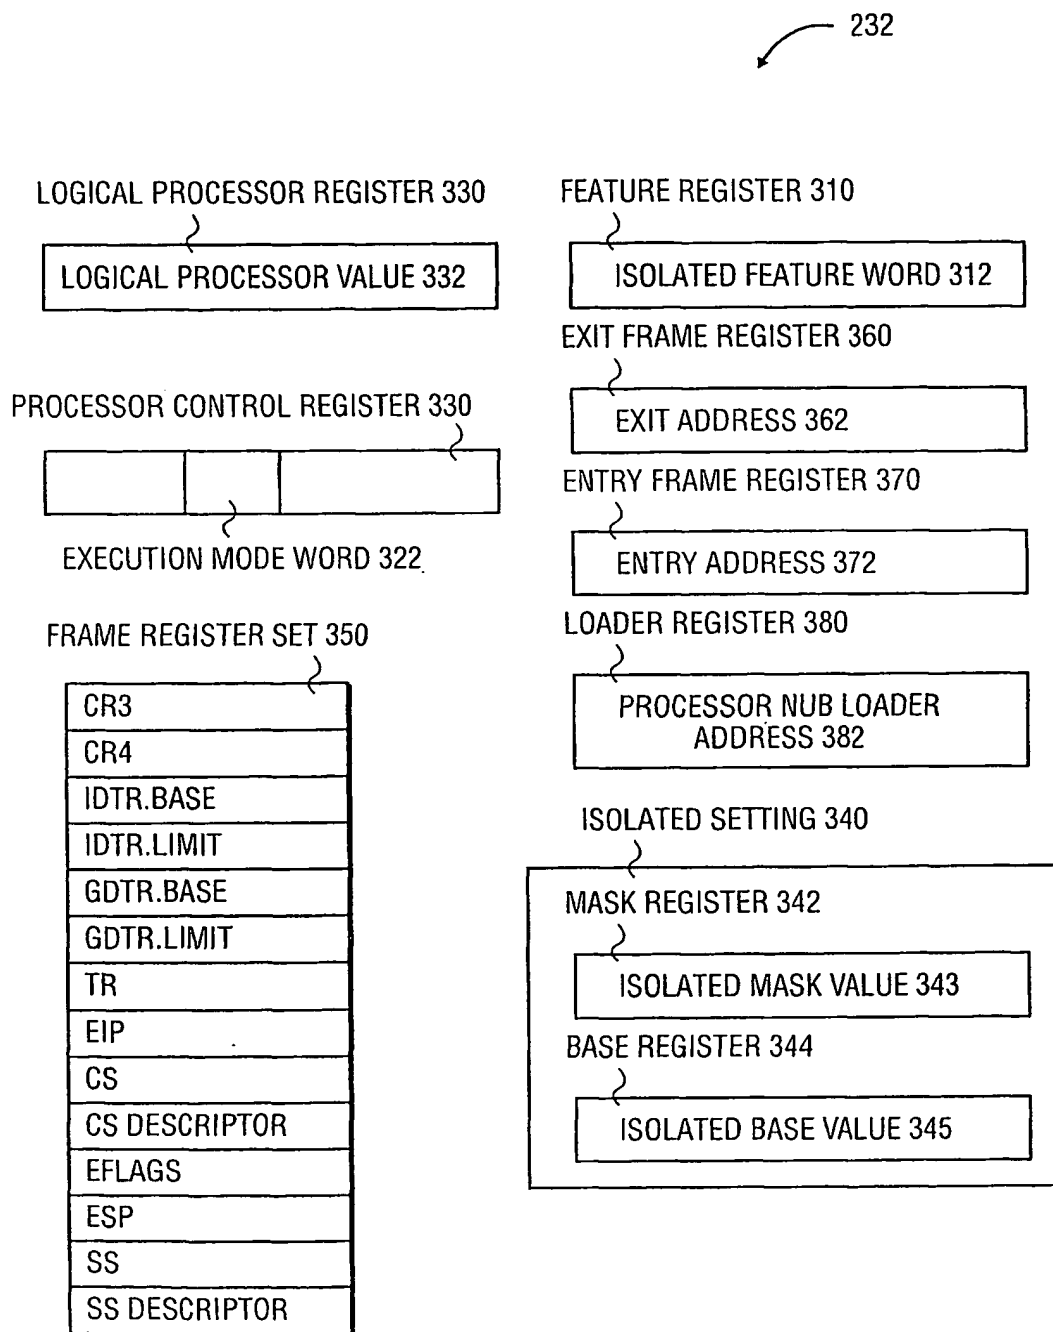 232
LOGICAL PROCESSOR REGISTER 330
LOGICAL PROCESSOR VALUE 332
PROCESSOR CONTROL REGISTER 330
EXECUTION MODE WORD 322
FRAME REGISTER SET 350
CR3
CR4
IDTR.BASE
IDTR.LIMIT
GDTR.BASE
GDTR.LIMIT
TR
EIP
CS
CS DESCRIPTOR
EFLAGS
ESP
SS
SS DESCRIPTOR
FEATURE REGISTER 310
ISOLATED FEATURE WORD 312
EXIT FRAME REGISTER 360
EXIT ADDRESS 362
ENTRY FRAME REGISTER 370
ENTRY ADDRESS 372
LOADER REGISTER 380
PROCESSOR NUB LOADER
ADDRESS 382
ISOLATED SETTING 340
MASK REGISTER 342
ISOLATED MASK VALUE 343
BASE REGISTER 344
ISOLATED BASE VALUE 345